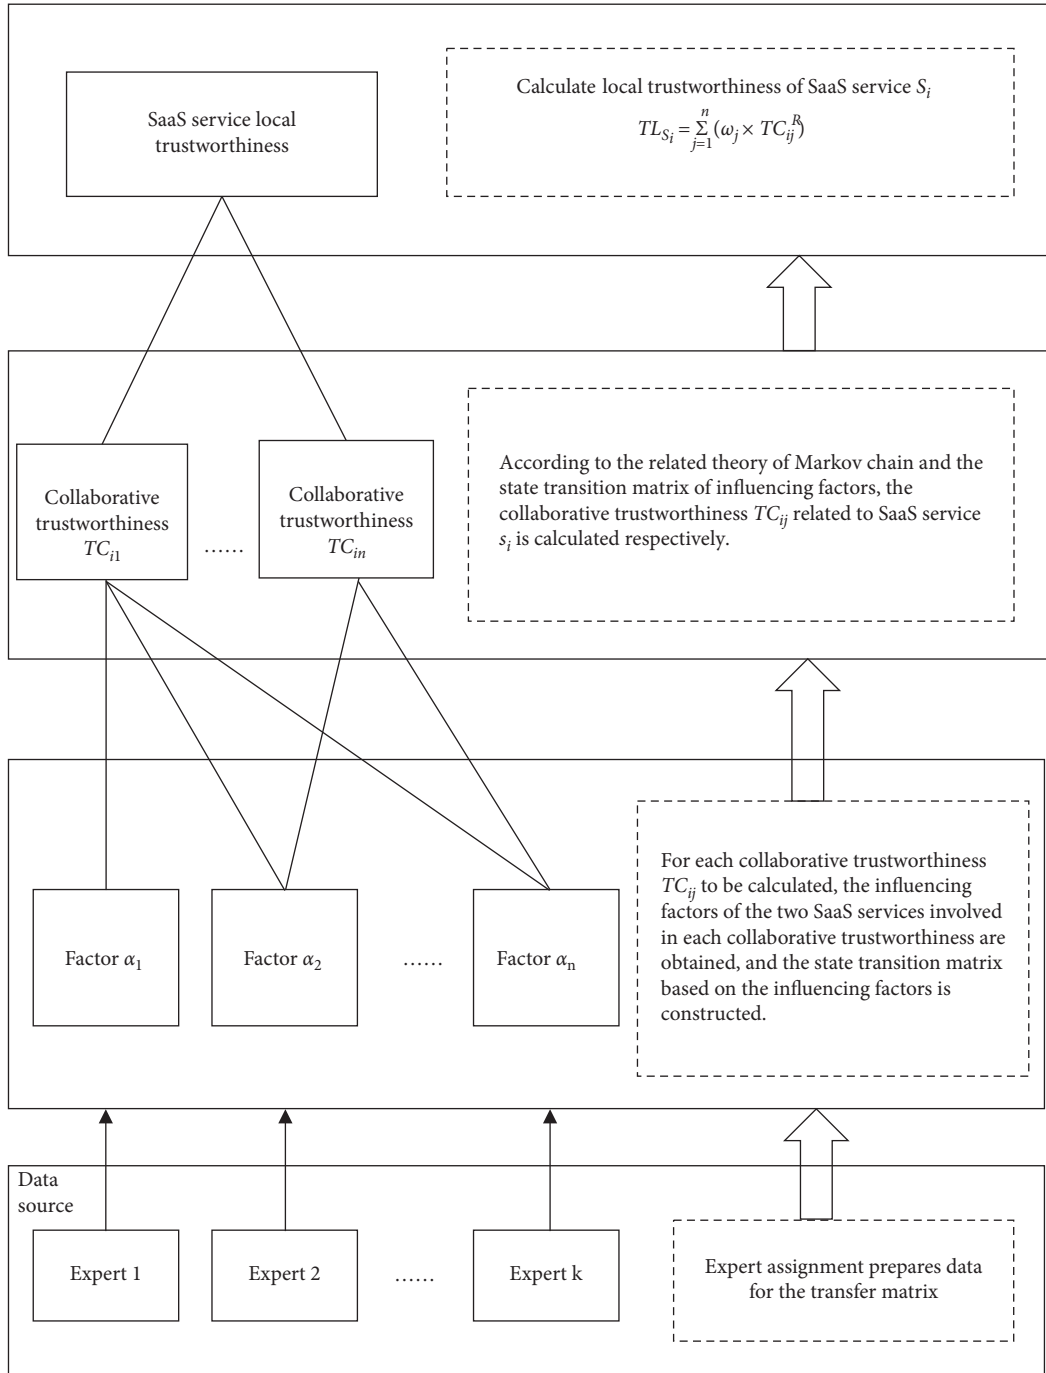 SaaS service local
trustworthiness
Calculate local trustworthiness of SaaS service S_i
TL_{S_i} = \sum_{j=1}^{n} (ω_j × TC_{ij}^R)
Collaborative
trustworthiness
TC_{i1}
......
Collaborative
trustworthiness
TC_{in}
According to the related theory of Markov chain and the
state transition matrix of influencing factors, the
collaborative trustworthiness TC_{ij} related to SaaS service
s_i is calculated respectively.
Factor α_1
Factor α_2
......
Factor α_n
For each collaborative trustworthiness
TC_{ij} to be calculated, the influencing
factors of the two SaaS services involved
in each collaborative trustworthiness are
obtained, and the state transition matrix
based on the influencing factors is
constructed.
Data
source
Expert 1
Expert 2
......
Expert k
Expert assignment prepares data
for the transfer matrix